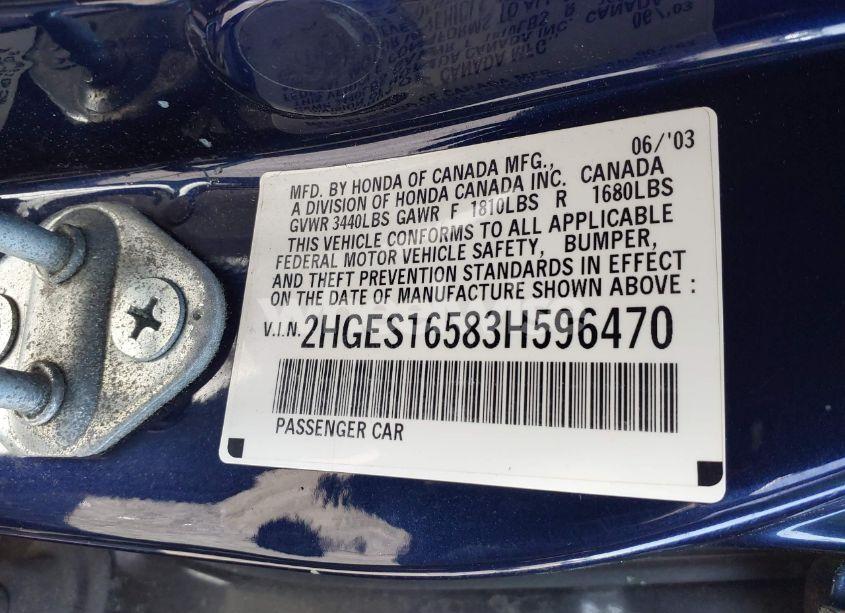 06/'03
MFD. BY HONDA OF CANADA MFG.,
A DIVISION OF HONDA CANADA INC. CANADA
GVWR 3440LBS GAWR F 1810LBS R 1680LBS
THIS VEHICLE CONFORMS TO ALL APPLICABLE
FEDERAL MOTOR VEHICLE SAFETY, BUMPER,
AND THEFT PREVENTION STANDARDS IN EFFECT
ON THE DATE OF MANUFACTURE SHOWN ABOVE :
V.I.N. 2HGES16583H596470
PASSENGER CAR